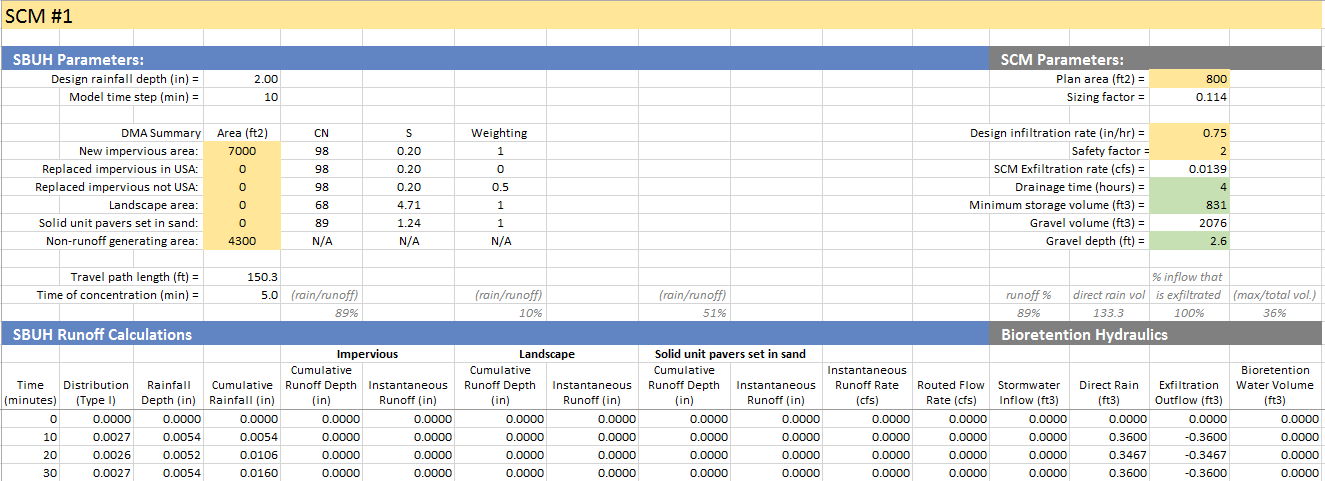 SCM #1
SBUH Parameters: SCM Parameters:
Design rainfall depth (in) = 2.00 Plan area (ft2) = 800
Model time step (min) = 10 Sizing factor = 0.114
DMA Summary Area (ft2) CN S Weighting Design infiltration rate (in/hr) = 0.75
New impervious area: 7000 98 0.20 1 Safety factor = 2
Replaced impervious in USA: 0 98 0.20 0 SCM Exfiltration rate (cfs) = 0.0139
Replaced impervious not USA: 0 98 0.20 0.5 Drainage time (hours) = 4
Landscape area: 0 68 4.71 1 Minimum storage volume (ft3) = 831
Solid unit pavers set in sand: 0 89 1.24 1 Gravel volume (ft3) = 2076
Non-runoff generating area: 4300 N/A N/A N/A Gravel depth (ft) = 2.6
Travel path length (ft) = 150.3 % inflow that
Time of concentration (min) = 5.0 (rain/runoff) (rain/runoff) (rain/runoff) runoff % direct rain vol is exfiltrated (max/total vol.)
89% 10% 51% 89% 133.3 100% 36%
SBUH Runoff Calculations Bioretention Hydraulics
Impervious Landscape Solid unit pavers set in sand
Cumulative Cumulative Cumulative Instantaneous Bioretention
Time Distribution Rainfall Cumulative Runoff Depth Instantaneous Runoff Depth Instantaneous Runoff Depth Instantaneous Runoff Rate Routed Flow Stormwater Direct Rain Exfiltration Water Volume
(minutes) (Type I) Depth (in) Rainfall (in) (in) Runoff (in) (in) Runoff (in) (in) Runoff (in) (cfs) Rate (cfs) Inflow (ft3) (ft3) Outflow (ft3) (ft3)
0 0.0000 0.0000 0.0000 0.0000 0.0000 0.0000 0.0000 0.0000 0.0000 0.0000 0.0000 0.0000 0.0000 0.0000 0.0000
10 0.0027 0.0054 0.0054 0.0000 0.0000 0.0000 0.0000 0.0000 0.0000 0.0000 0.0000 0.0000 0.3600 -0.3600 0.0000
20 0.0026 0.0052 0.0106 0.0000 0.0000 0.0000 0.0000 0.0000 0.0000 0.0000 0.0000 0.0000 0.3467 -0.3467 0.0000
30 0.0027 0.0054 0.0160 0.0000 0.0000 0.0000 0.0000 0.0000 0.0000 0.0000 0.0000 0.0000 0.3600 -0.3600 0.0000